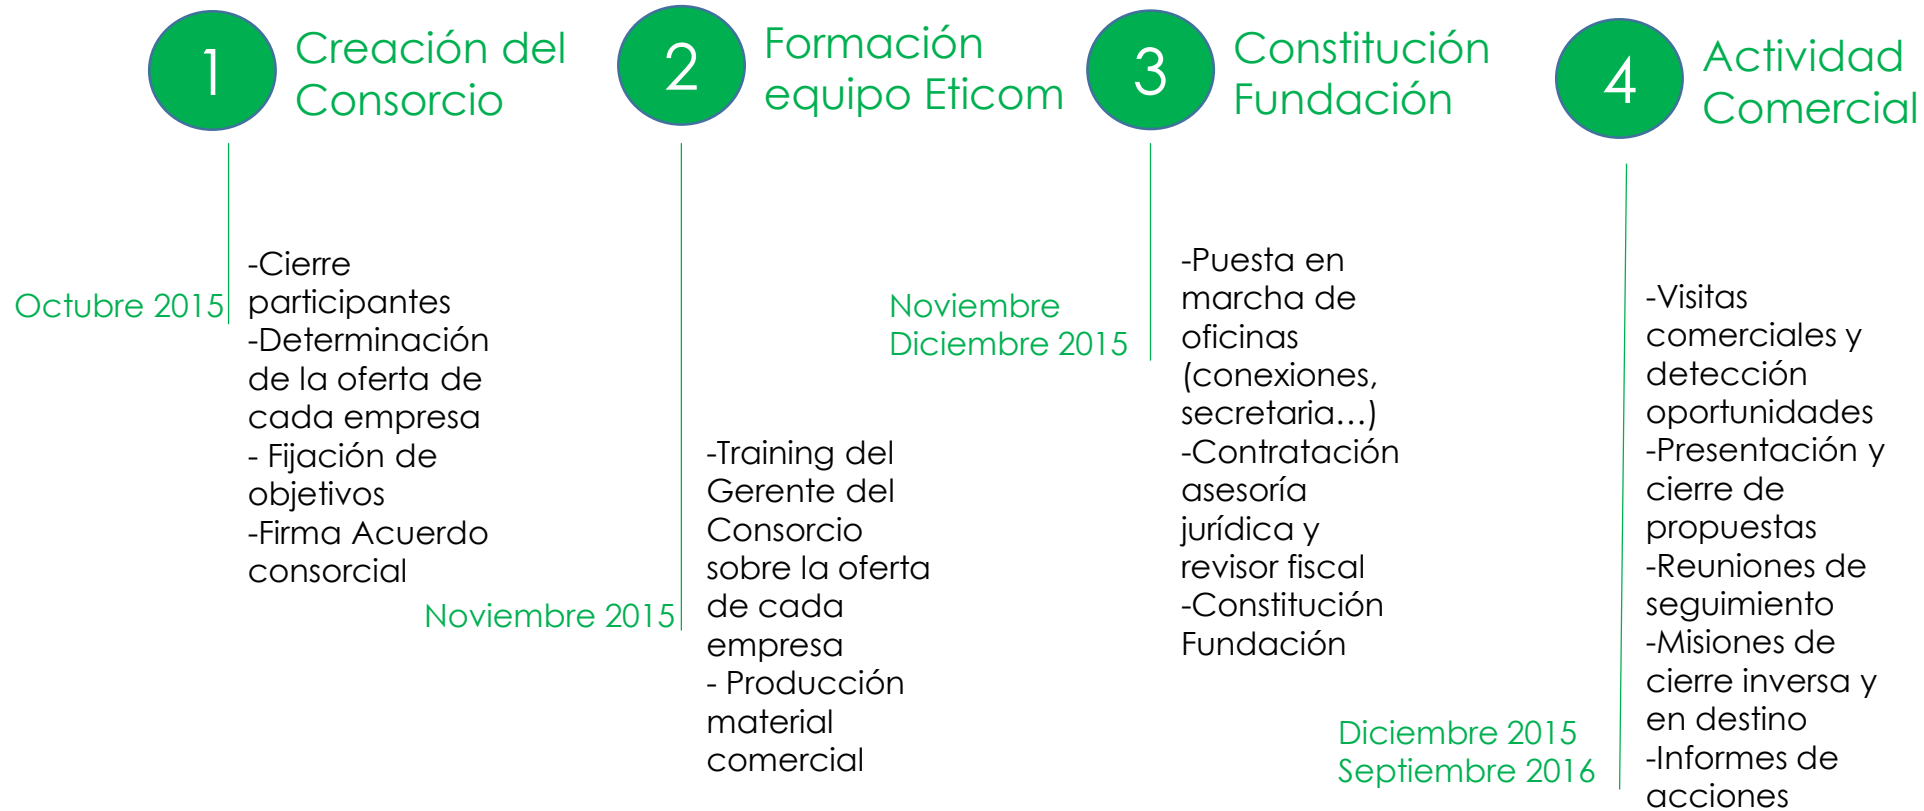 1
Creación del
Consorcio
Octubre 2015
-Cierre
participantes
-Determinación
de la oferta de
cada empresa
- Fijación de
objetivos
-Firma Acuerdo
consorcial
2
Formación
equipo Eticom
Noviembre 2015
-Training del
Gerente del
Consorcio
sobre la oferta
de cada
empresa
- Producción
material
comercial
3
Constitución
Fundación
Noviembre
Diciembre 2015
-Puesta en
marcha de
oficinas
(conexiones,
secretaria…)
-Contratación
asesoría
jurídica y
revisor fiscal
-Constitución
Fundación
4
Actividad
Comercial
Diciembre 2015
Septiembre 2016
-Visitas
comerciales y
detección
oportunidades
-Presentación y
cierre de
propuestas
-Reuniones de
seguimiento
-Misiones de
cierre inversa y
en destino
-Informes de
acciones